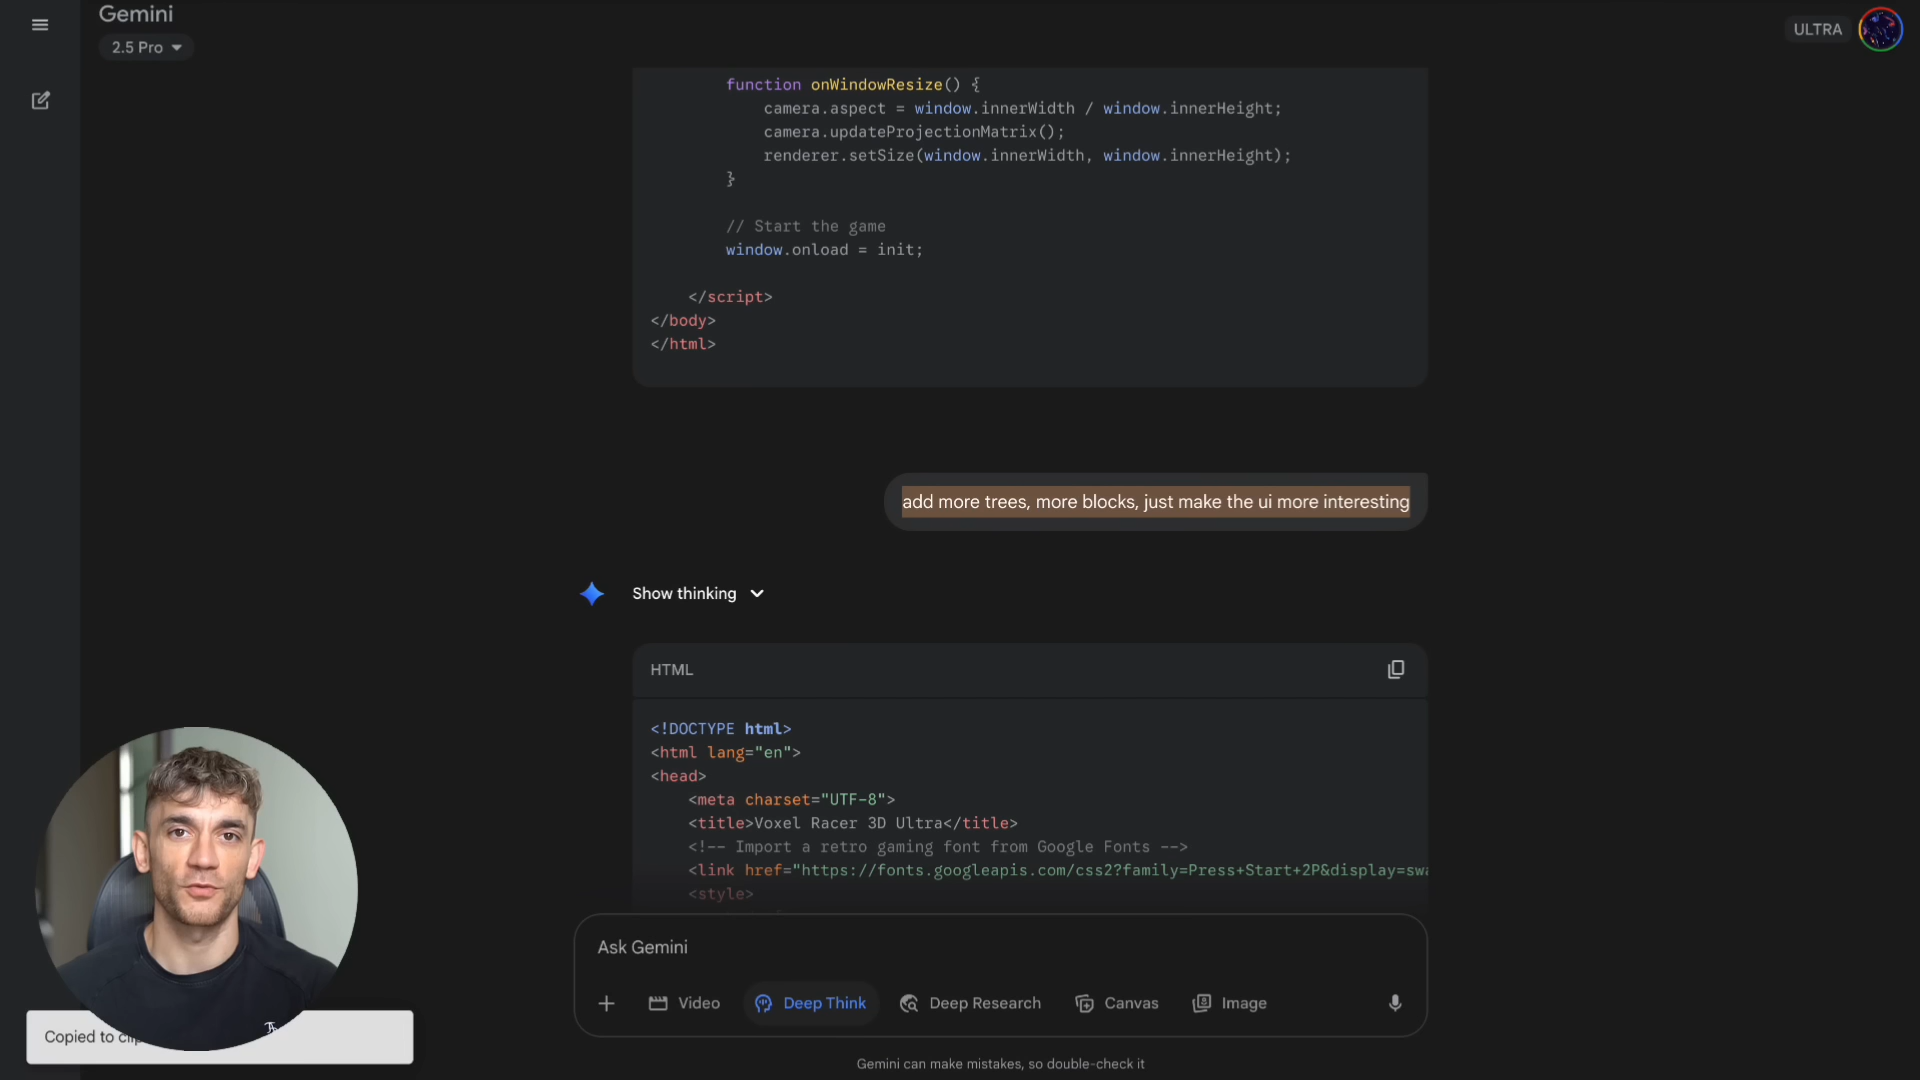 Gemini
2.5 Pro
ULTRA
function onWindowResize() {
camera.aspect = window.innerWidth / window.innerHeight;
camera.updateProjectionMatrix();
renderer.setSize(window.innerWidth, window.innerHeight);
}
// Start the game
window.onload = init;
</script>
</body>
</html>
add more trees, more blocks, just make the ui more interesting
Show thinking
HTML
<!DOCTYPE html>
<html lang="en">
<head>
<meta charset="UTF-8">
<title>Voxel Racer 3D Ultra</title>
<!-- Import a retro gaming font from Google Fonts -->
<link href="https://fonts.googleapis.com/css2?family=Press+Start+2P&display=swa
<style>
Ask Gemini
Video
Deep Think
Deep Research
Canvas
Image
Copied to clip
Gemini can make mistakes, so double-check it